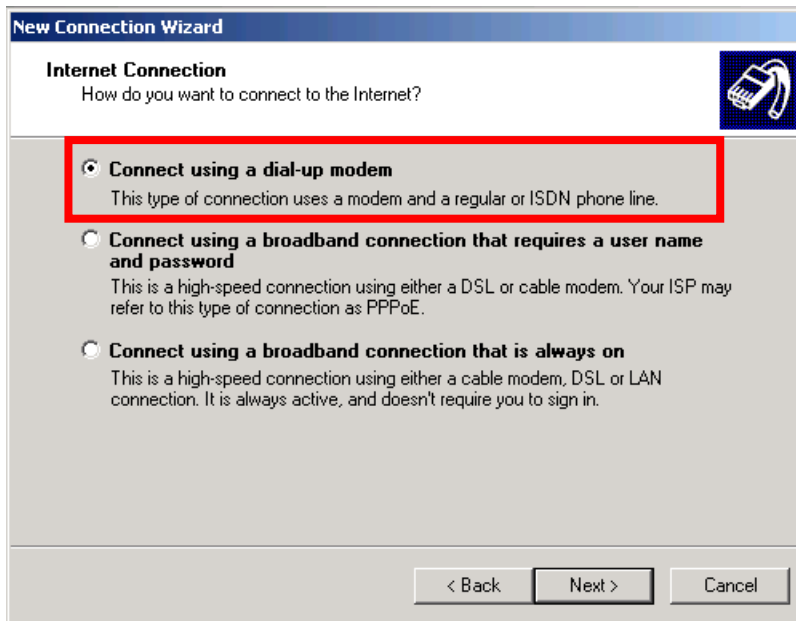 New Connection Wizard
Internet Connection
How do you want to connect to the Internet?
Connect using a dial-up modem
This type of connection uses a modem and a regular or ISDN phone line.
Connect using a broadband connection that requires a user name
and password
This is a high-speed connection using either a DSL or cable modem. Your ISP may
refer to this type of connection as PPPoE.
Connect using a broadband connection that is always on
This is a high-speed connection using either a cable modem, DSL or LAN
connection. It is always active, and doesn't require you to sign in.
< Back Next > Cancel